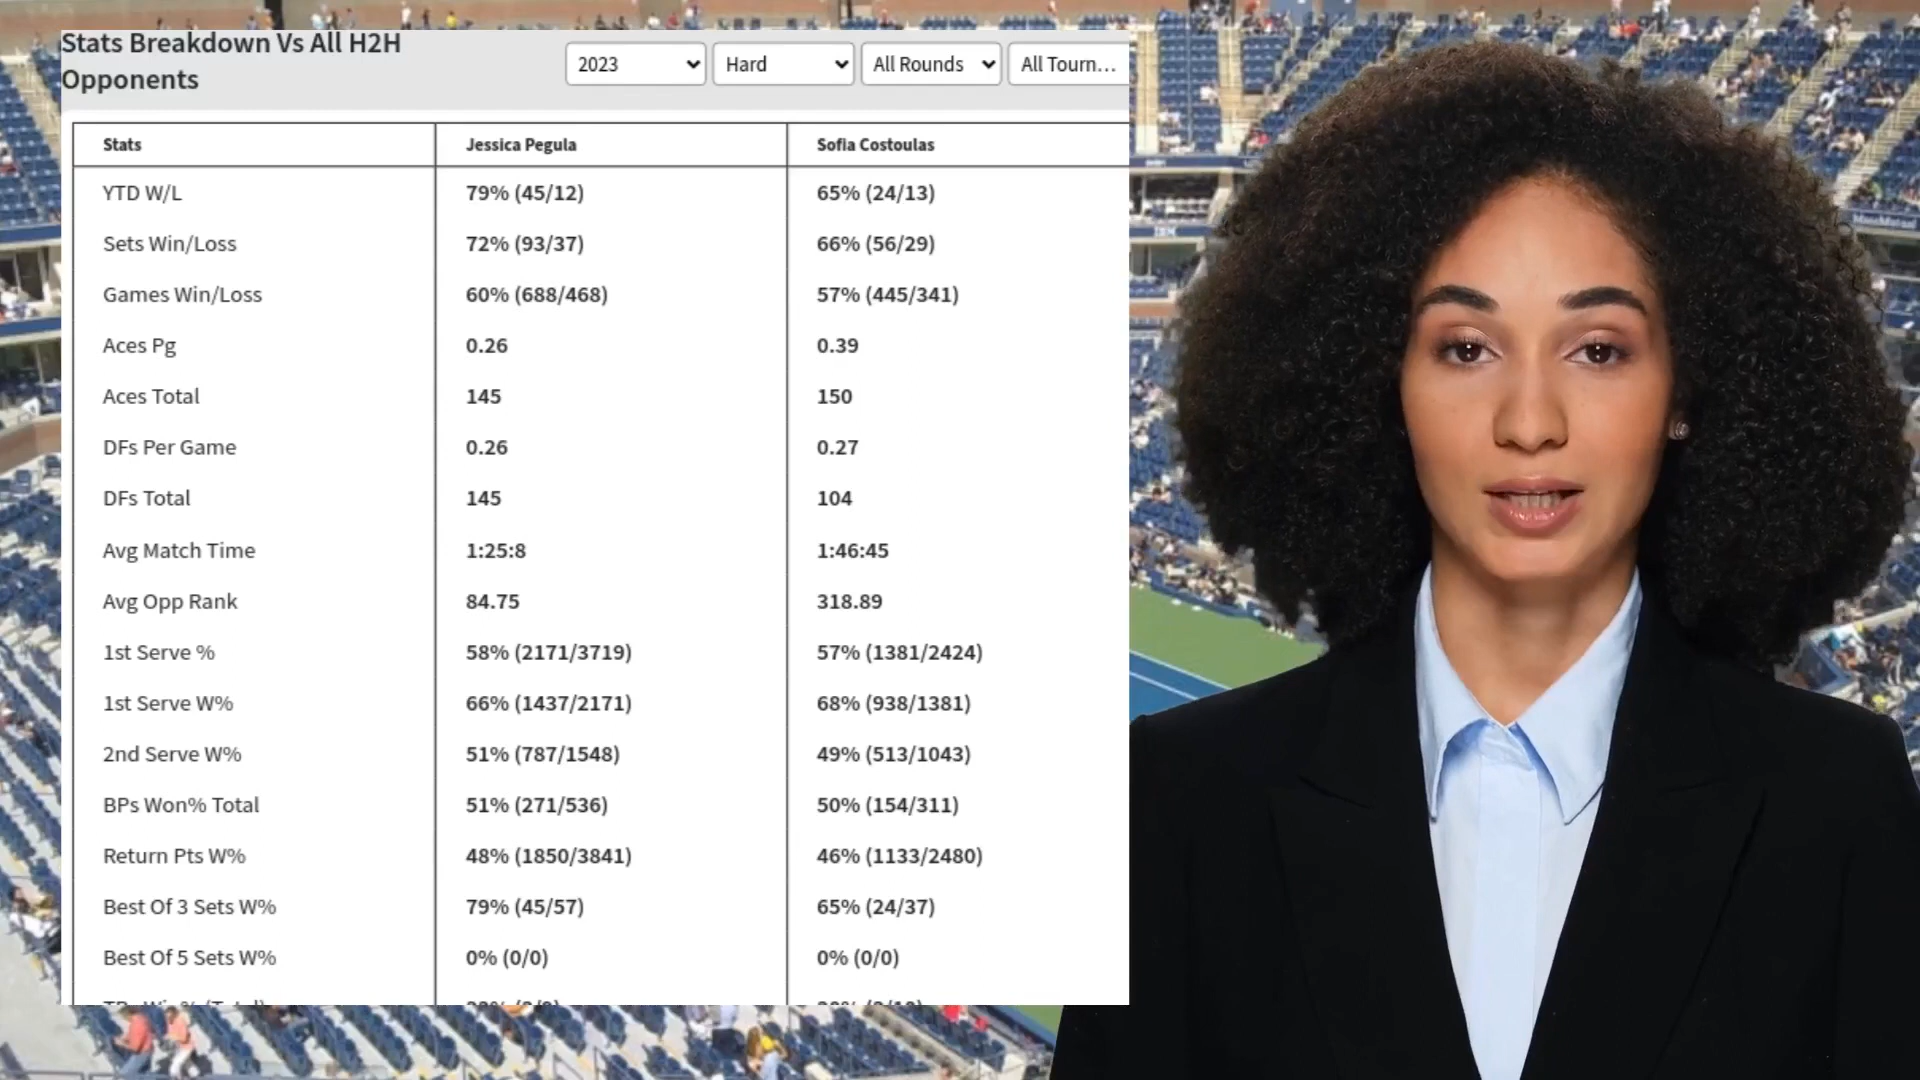 Stats Breakdown Vs All H2H
Opponents
2023
Hard
All Rounds
All Tourn...
Stats Jessica Pegula Sofia Costoulas
YTD W/L 79% (45/12) 65% (24/13)
Sets Win/Loss 72% (93/37) 66% (56/29)
Games Win/Loss 60% (688/468) 57% (445/341)
Aces Pg 0.26 0.39
Aces Total 145 150
DFs Per Game 0.26 0.27
DFs Total 145 104
Avg Match Time 1:25:8 1:46:45
Avg Opp Rank 84.75 318.89
1st Serve % 58% (2171/3719) 57% (1381/2424)
1st Serve W% 66% (1437/2171) 68% (938/1381)
2nd Serve W% 51% (787/1548) 49% (513/1043)
BPs Won% Total 51% (271/536) 50% (154/311)
Return Pts W% 48% (1850/3841) 46% (1133/2480)
Best Of 3 Sets W% 79% (45/57) 65% (24/37)
Best Of 5 Sets W% 0% (0/0) 0% (0/0)
IBM